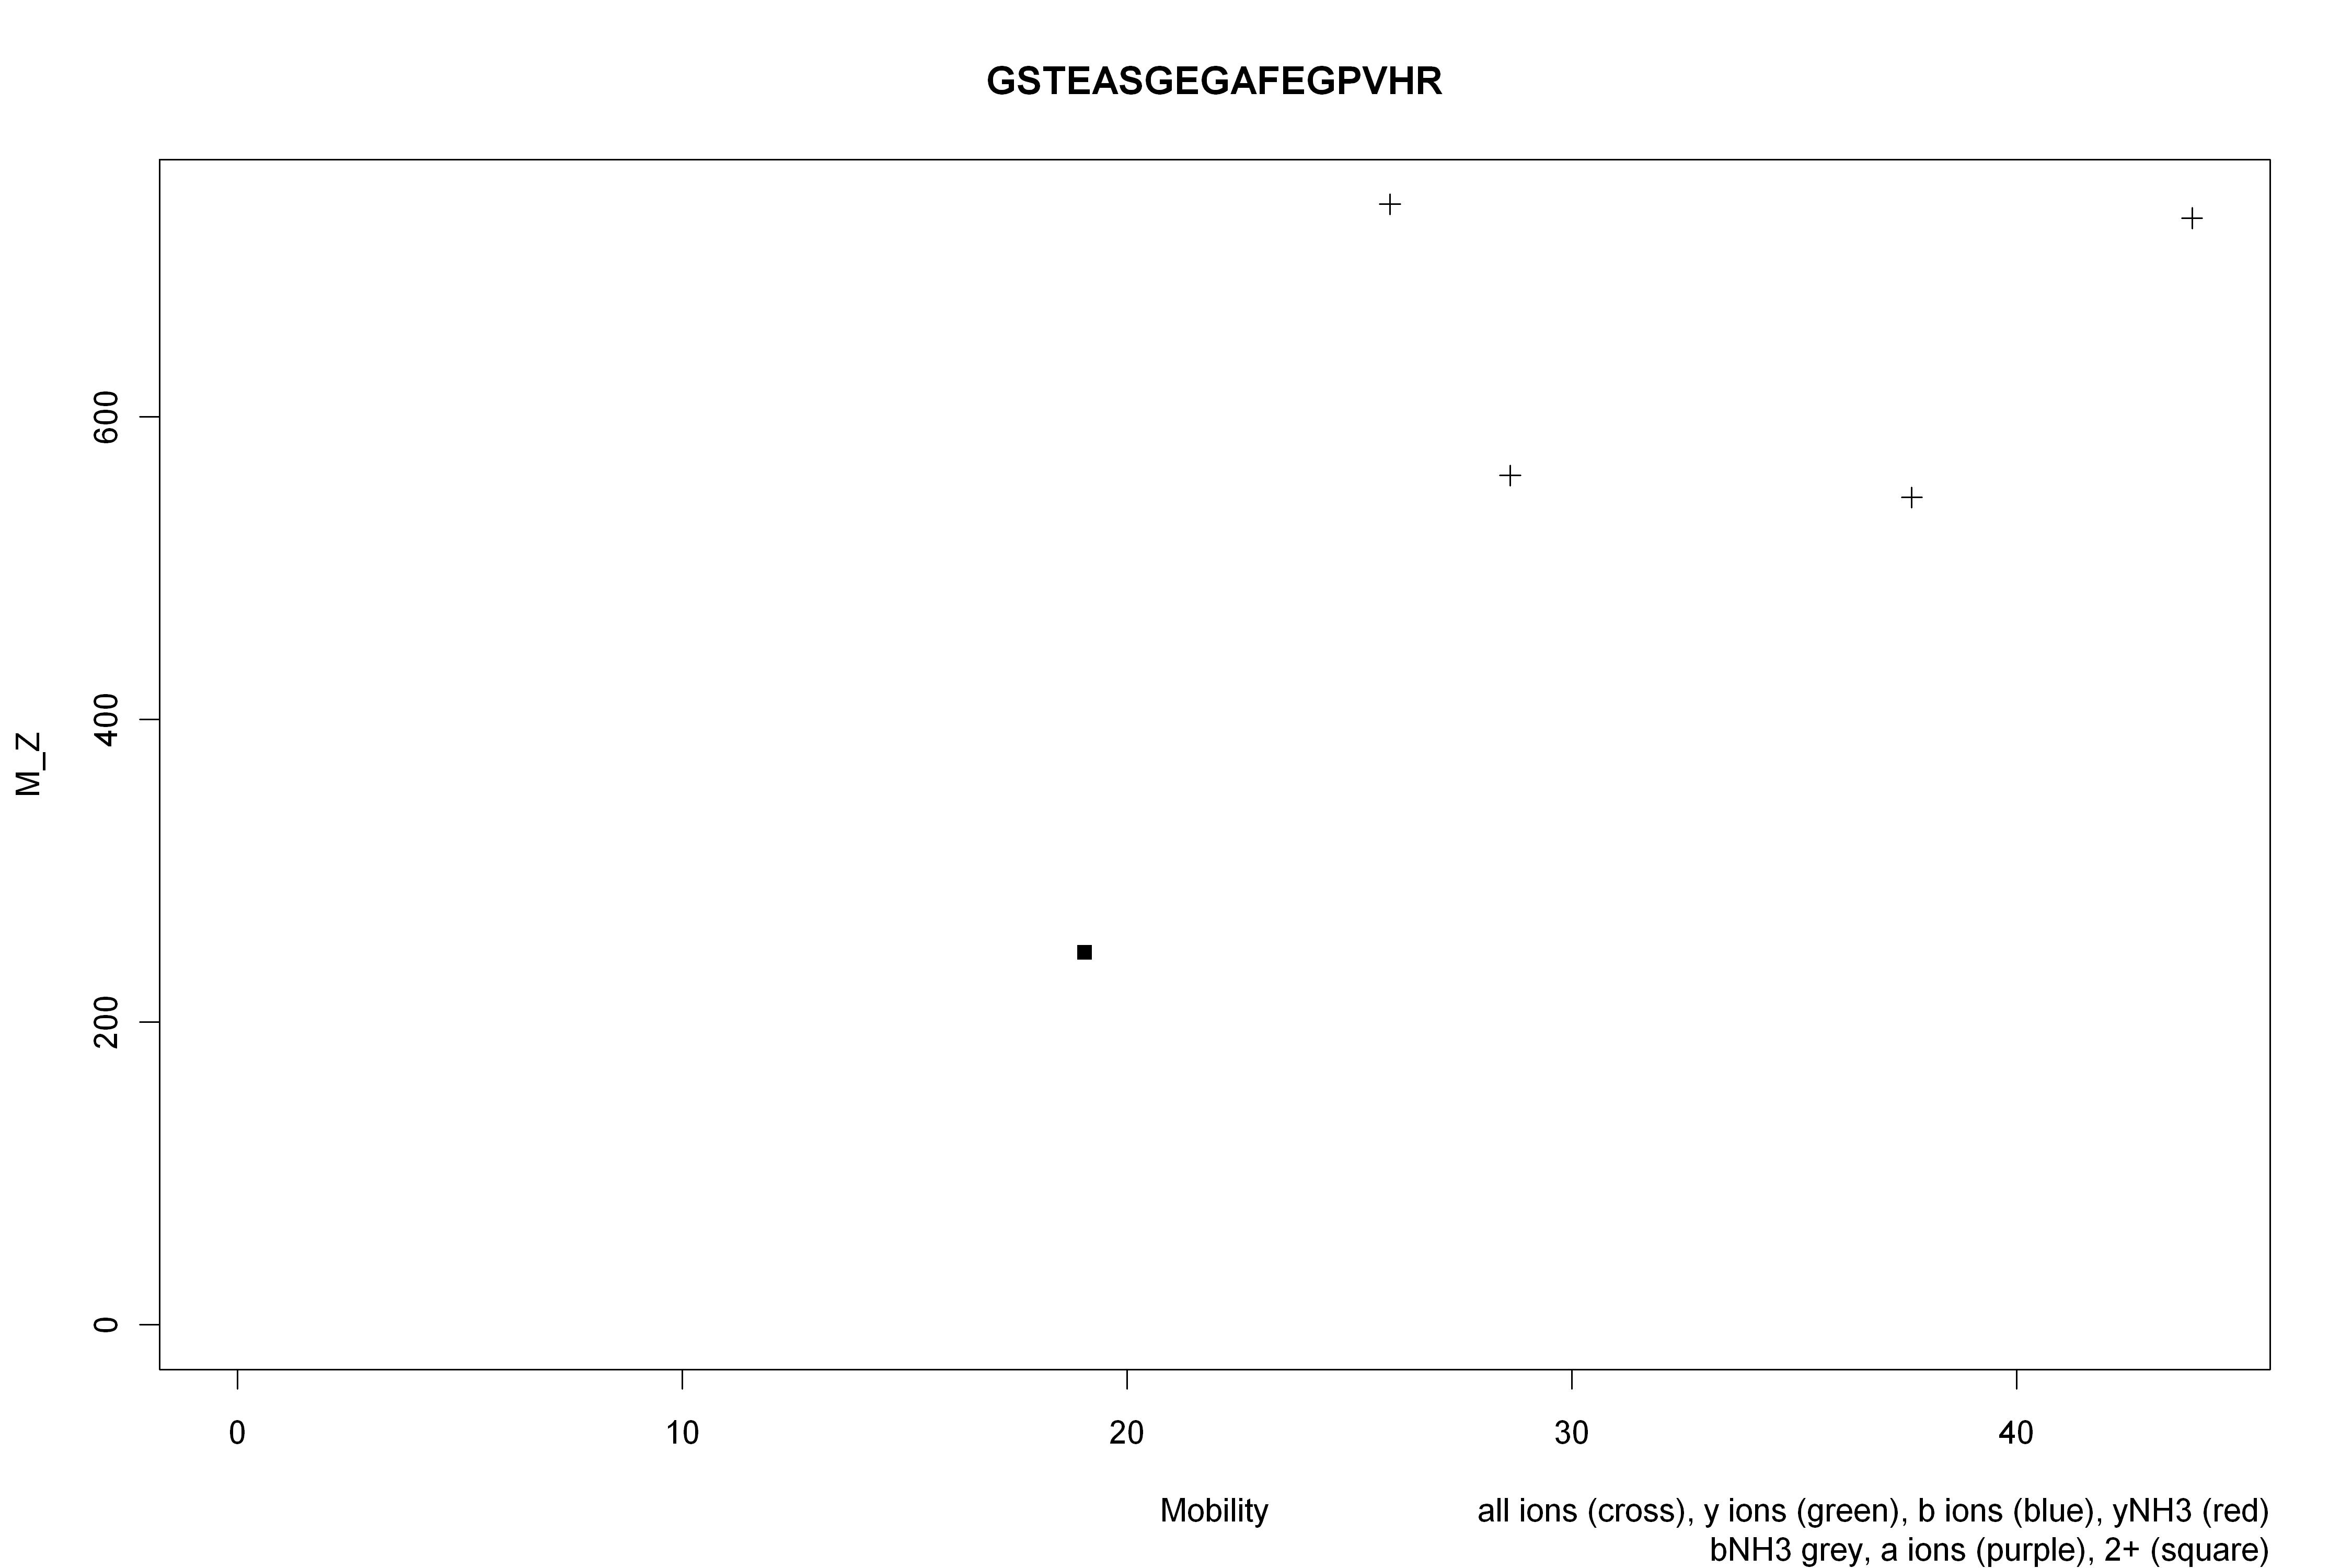 GSTEASGEGAFEGPVHR
600
400
200
0
M_Z
0 10 20 30 40
Mobility
all ions (cross), y ions (green), b ions (blue), yNH3 (red)
bNH3 grey, a ions (purple), 2+ (square)